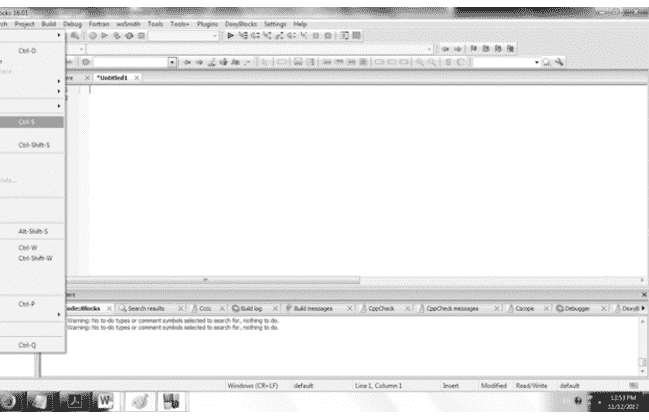 ocks 16.01
ch Project Build Debug Fortran wxSmith Tools Tools+ Plugins DoxyBlocks Settings Help
Ctrl-O
*Untitled1
Ctrl-S
Ctrl-Shift-S
Alt-Shift-S
Ctrl-W
Ctrl-Shift-W
Ctrl-P
Ctrl-Q
ode::Blocks Search results Cccc Build log Build messages CppCheck CppCheck messages Cscope Debugger DoxyB
Warning: No to-do types or comment symbols selected to search for, nothing to do.
Warning: No to-do types or comment symbols selected to search for, nothing to do.
Windows (CR+LF) default Line 1, Column 1 Insert Modified Read/Write default
12:53 PM
11/12/2017